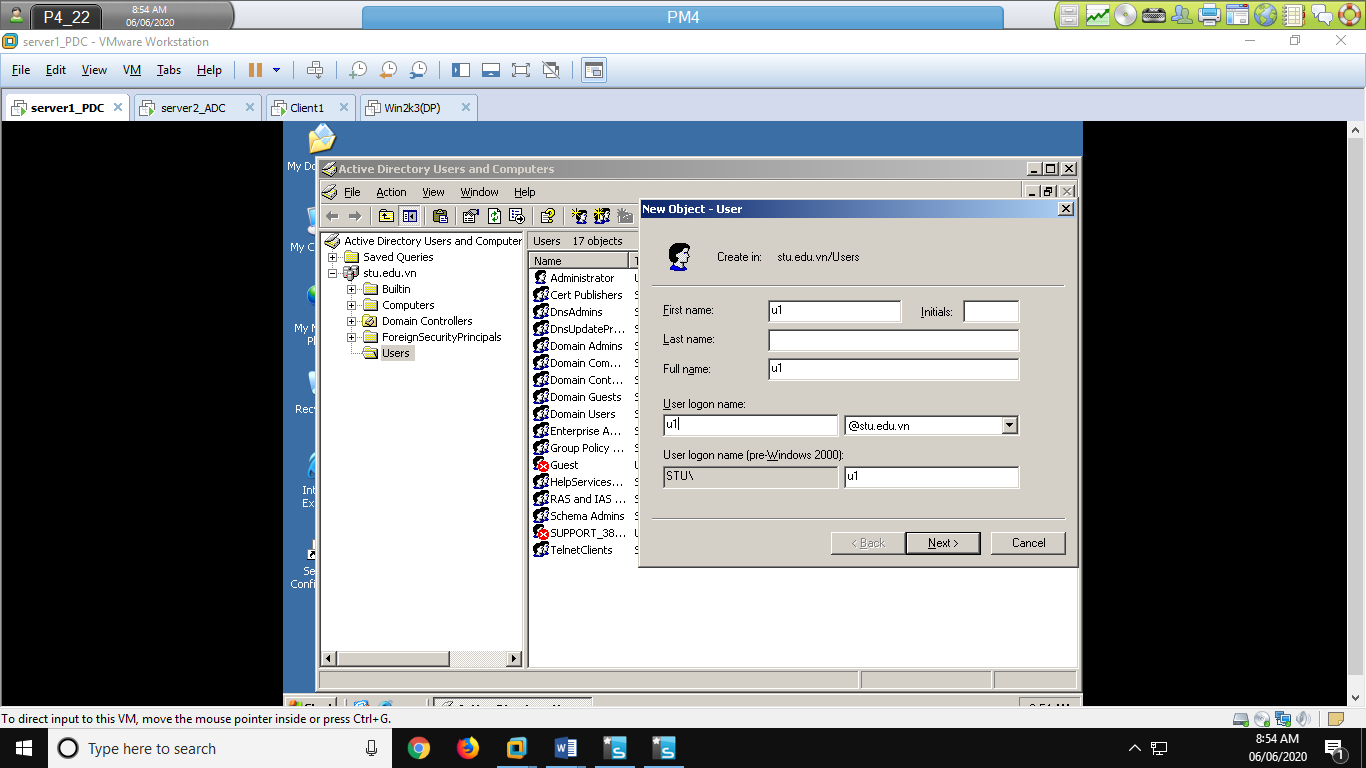 P4_22
8:54 AM
06/06/2020
PM4
server1_PDC - VMware Workstation
File Edit View VM Tabs Help
server1_PDC server2_ADC Client1 Win2k3(DP)
Active Directory Users and Computers
File Action View Window Help
Active Directory Users and Computer
Saved Queries
stu.edu.vn
Builtin
Computers
Domain Controllers
ForeignSecurityPrincipals
Users
Users 17 objects
Name
Administrator
Cert Publishers
DnsAdmins
DnsUpdatePr...
Domain Admins
Domain Com...
Domain Cont...
Domain Guests
Domain Users
Enterprise A...
Group Policy ...
Guest
HelpServices...
RAS and IAS ...
Schema Admins
SUPPORT_38...
TelnetClients
New Object - User
Create in: stu.edu.vn/Users
First name: u1 Initials:
Last name:
Full name: u1
User logon name:
u1 @stu.edu.vn
User logon name (pre-Windows 2000):
STU\ u1
< Back Next > Cancel
To direct input to this VM, move the mouse pointer inside or press Ctrl+G.
Type here to search
8:54 AM
06/06/2020
1